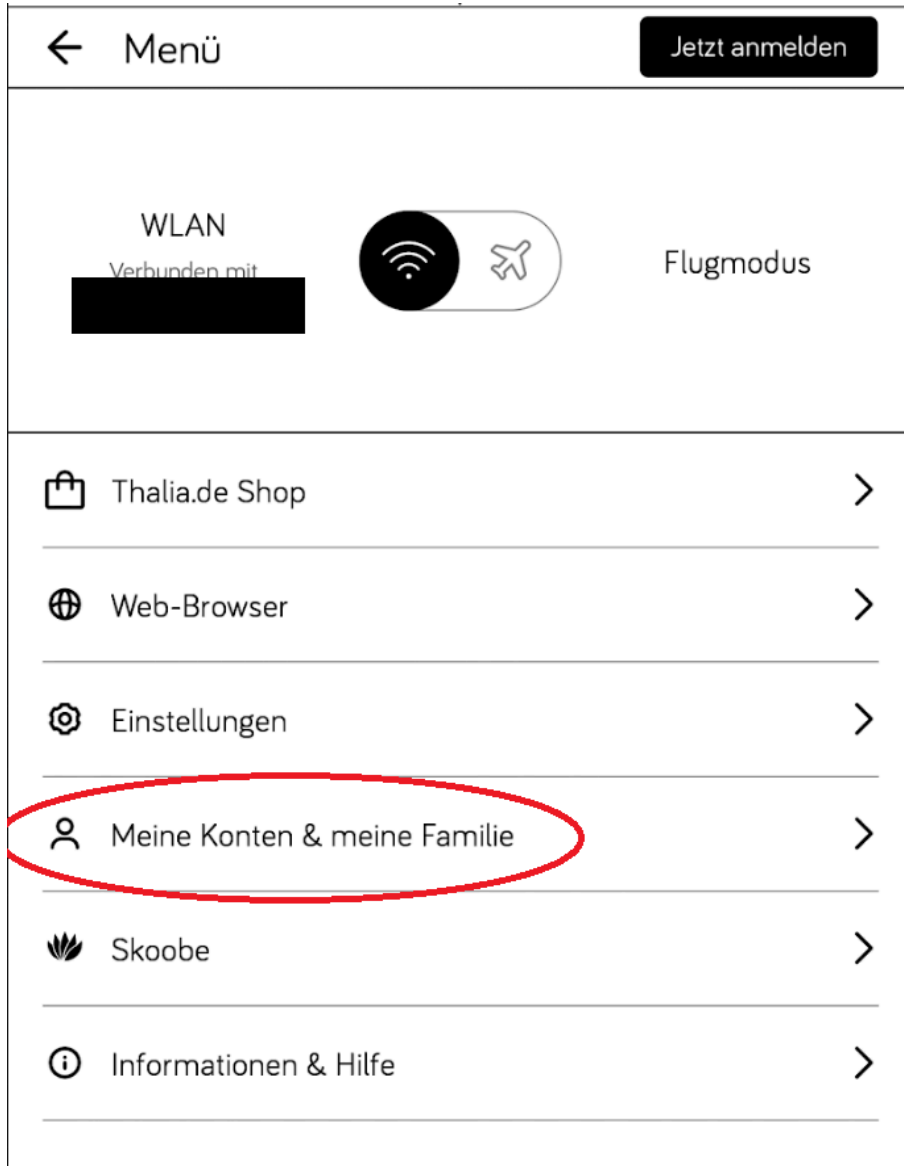 Menü
Jetzt anmelden
WLAN
Verbunden mit
Flugmodus
Thalia.de Shop
Web-Browser
Einstellungen
Meine Konten & meine Familie
Skoobe
Informationen & Hilfe